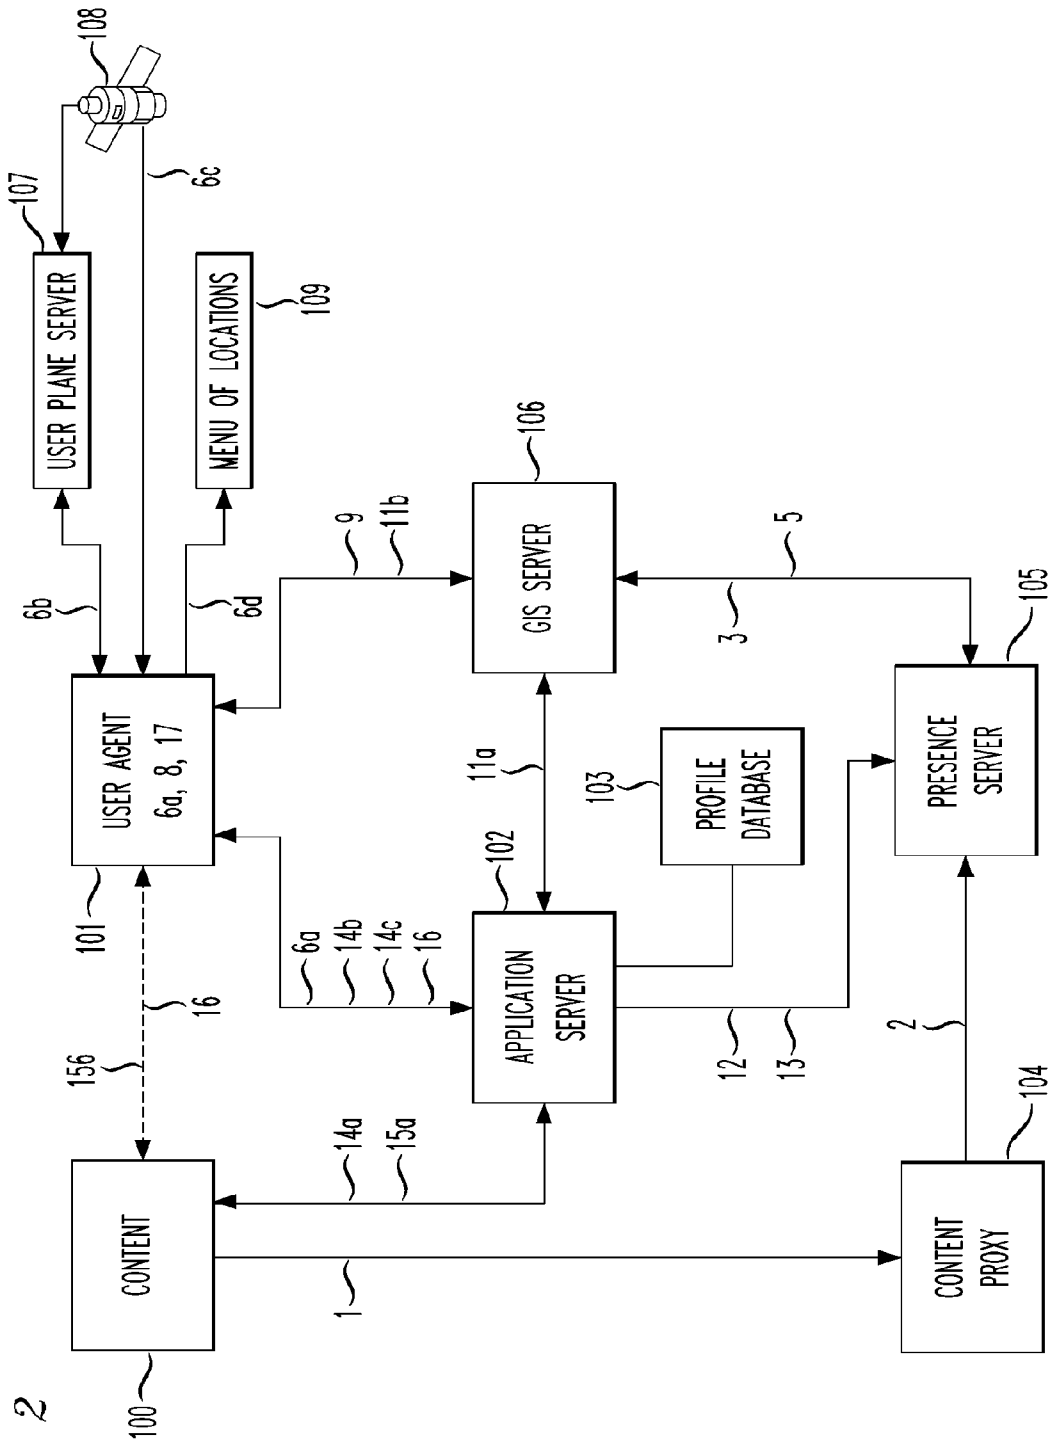 2
100
CONTENT
1
14a
15a
156
16
101
USER AGENT
6a, 8, 17
6b
6d
6c
107
USER PLANE SERVER
108
MENU OF LOCATIONS
109
6a
14b
14c
16
9
11b
102
APPLICATION
SERVER
11a
106
GIS SERVER
103
PROFILE
DATABASE
12
13
3
5
104
CONTENT
PROXY
2
105
PRESENCE
SERVER